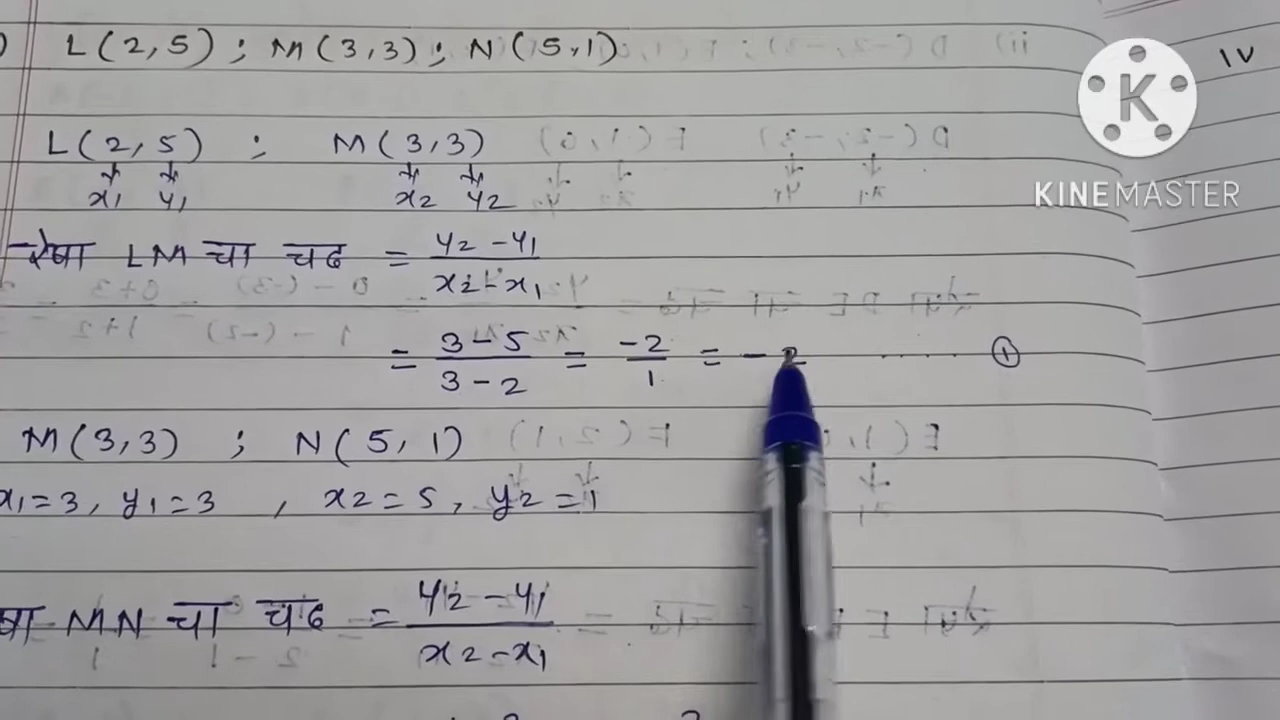 ) L(2,5) ; M(3,3) ; N(5,1)
IV
L(2,5) ; M(3,3)
x₁ y₁ x₂ y₂
KINEMASTER
रेषा LM चा चढ = y₂ - y₁ / x₂ - x₁
= 3 - 5 / 3 - 2 = -2 / 1 = -2 ...... ①
M(3,3) ; N(5,1)
x₁=3, y₁=3 , x₂=5, y₂=1
षा MN चा चढ = y₂ - y₁ / x₂ - x₁